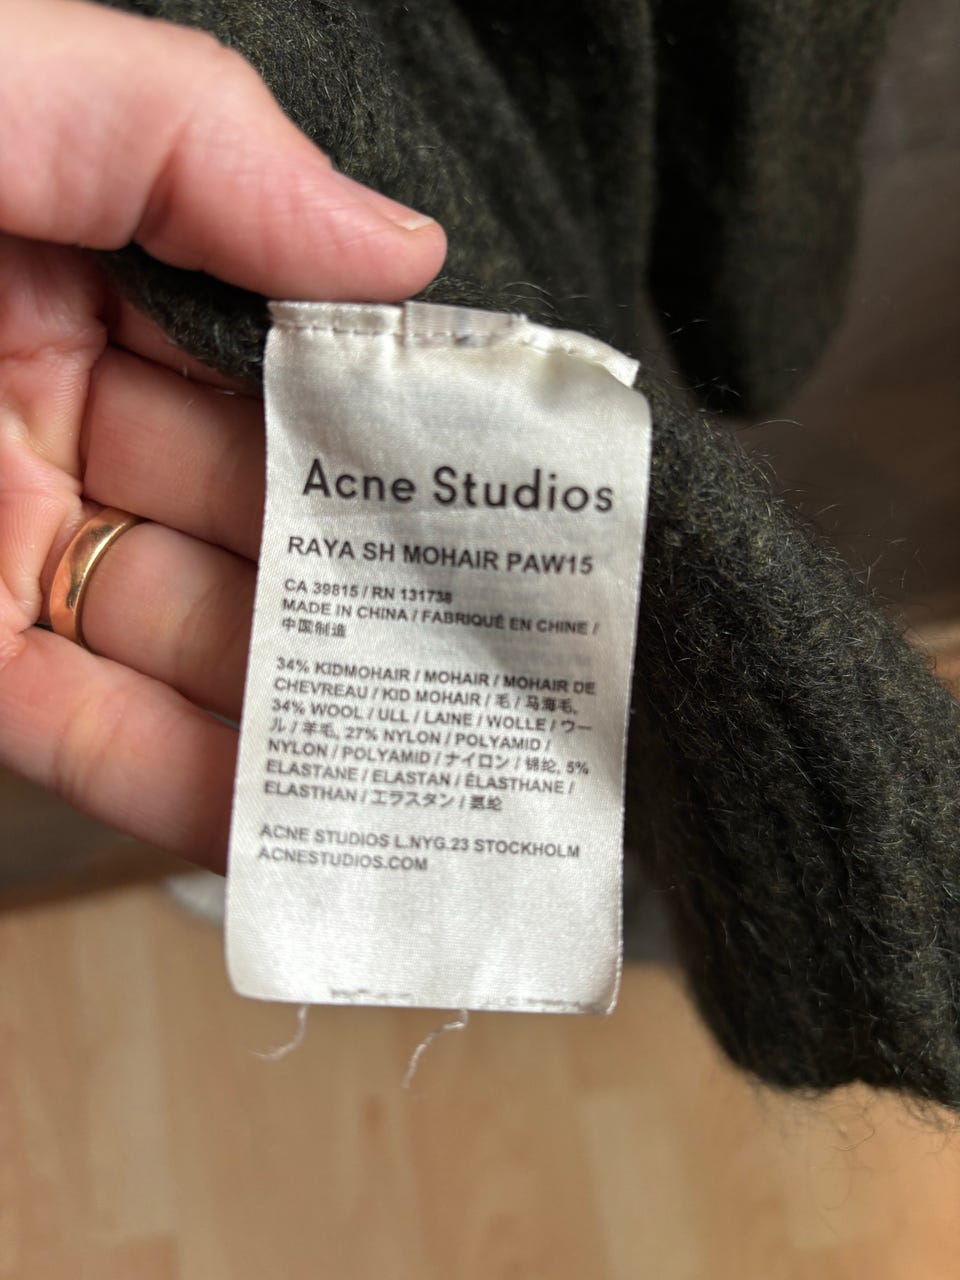 Acne Studios
RAYA SH MOHAIR PAW15
CA 39815 / RN 131738
MADE IN CHINA / FABRIQUÉ EN CHINE /
中国制造
34% KIDMOHAIR / MOHAIR / MOHAIR DE
CHEVREAU / KID MOHAIR / 毛 / 马海毛,
34% WOOL / ULL / LAINE / WOLLE / ウー
ル / 羊毛, 27% NYLON / POLYAMID /
NYLON / POLYAMID / ナイロン / 锦纶, 5%
ELASTANE / ELASTAN / ÉLASTHANE /
ELASTHAN / エラスタン / 氨纶
ACNE STUDIOS L.NYG.23 STOCKHOLM
ACNESTUDIOS.COM